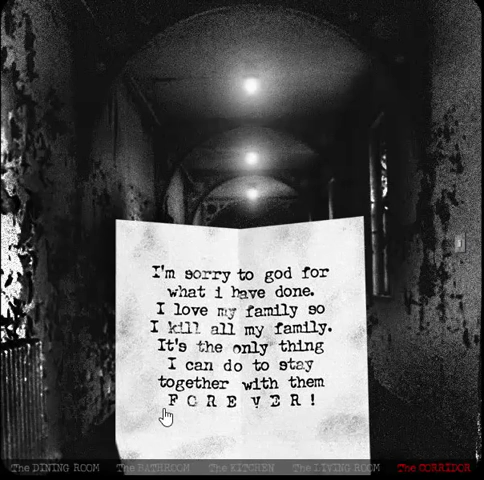 I'm sorry to god for
what i have done.
I love my family so
I kill all my family.
It's the only thing
I can do to stay
together with them
F O R E V E R !
The DINING ROOM The BATHROOM The KITCHEN The LIVING ROOM The CORRIDOR